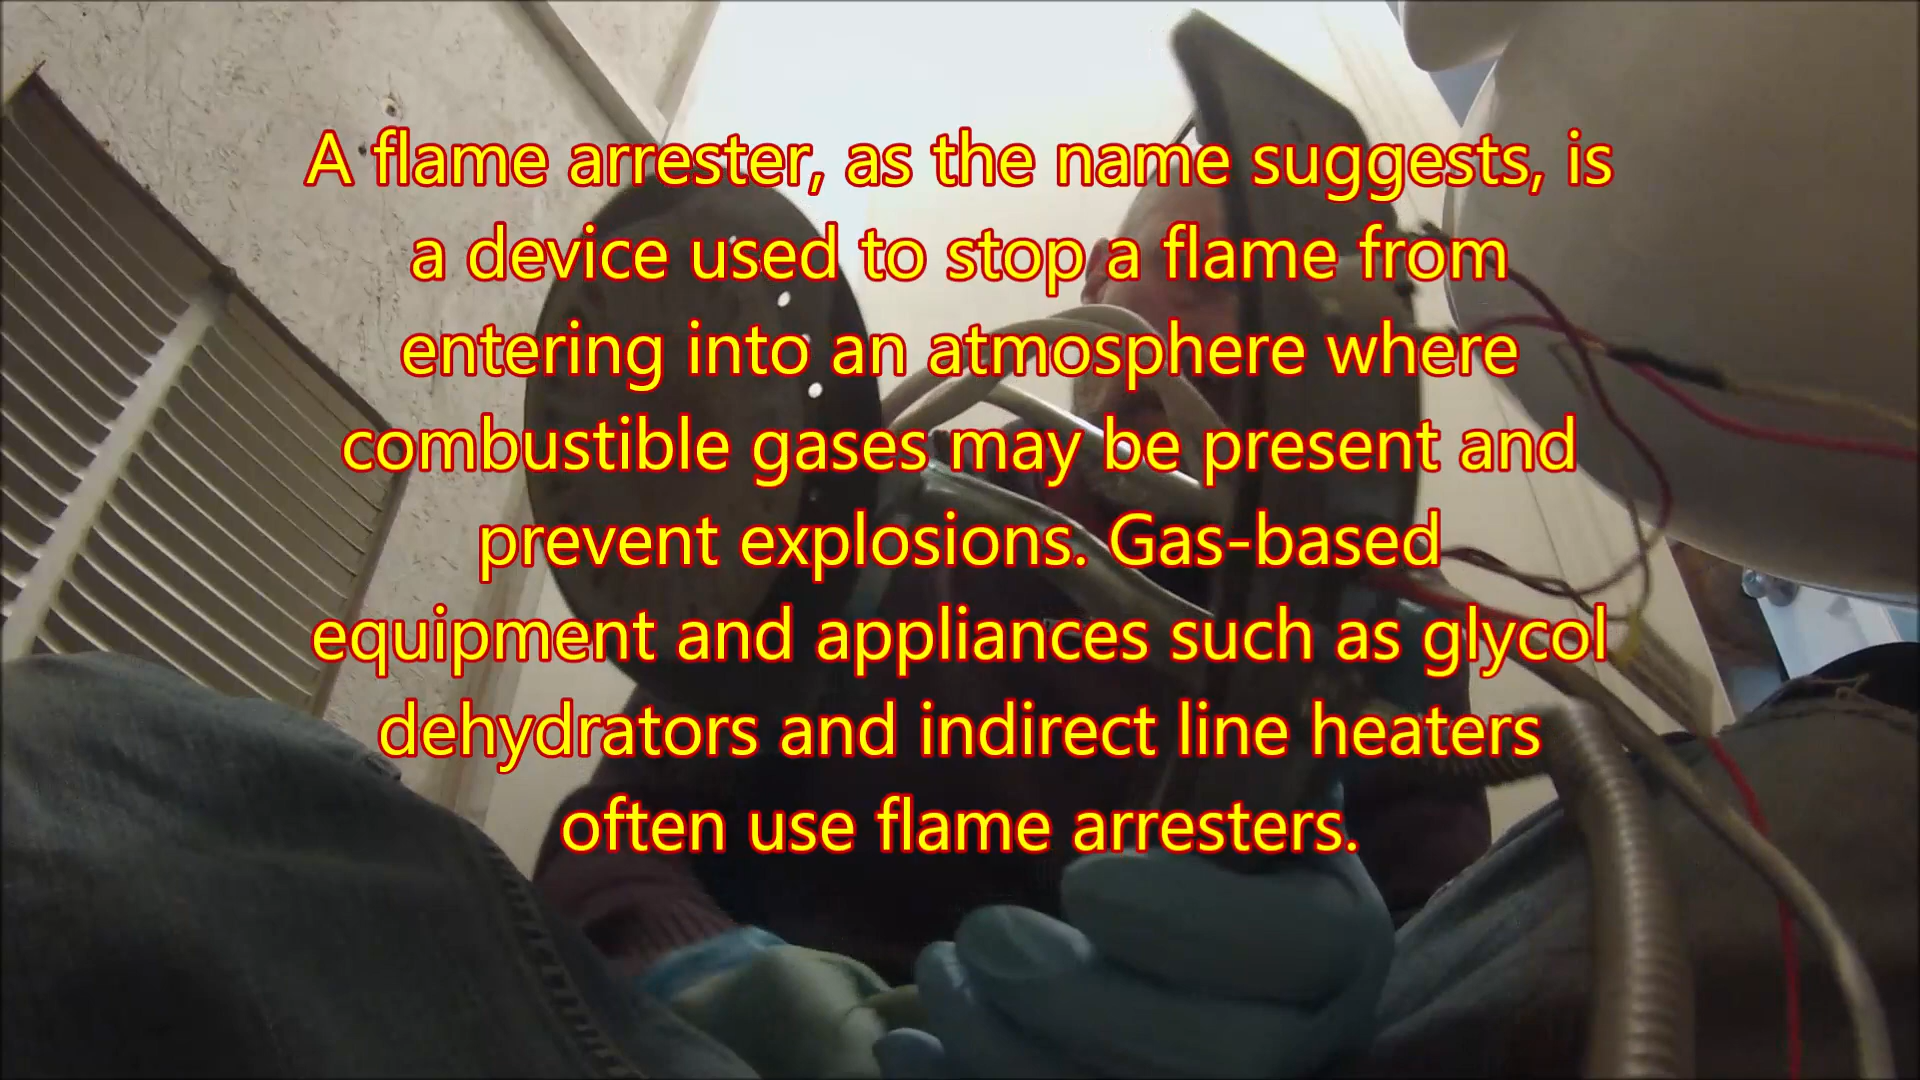 A flame arrester, as the name suggests, is
a device used to stop a flame from
entering into an atmosphere where
combustible gases may be present and
prevent explosions. Gas-based
equipment and appliances such as glycol
dehydrators and indirect line heaters
often use flame arresters.